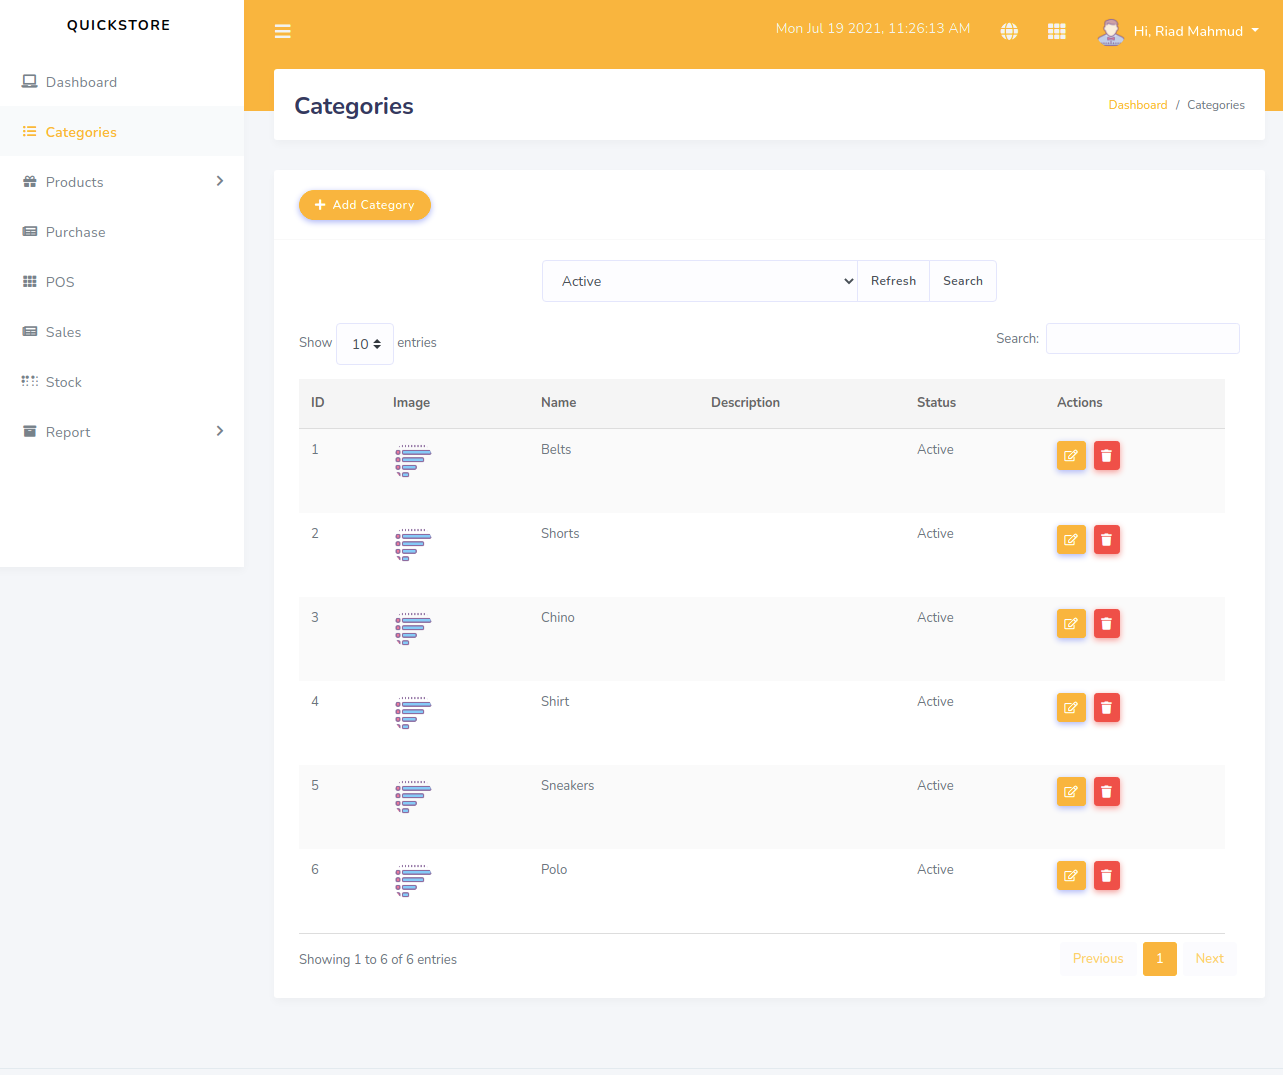 QUICKSTORE
Dashboard
Categories
Products
Purchase
POS
Sales
Stock
Report
Mon Jul 19 2021, 11:26:13 AM
Hi, Riad Mahmud
Categories
Dashboard / Categories
Add Category
Active Refresh Search
Show 10 entries Search:
ID Image Name Description Status Actions
1 Belts Active
2 Shorts Active
3 Chino Active
4 Shirt Active
5 Sneakers Active
6 Polo Active
Showing 1 to 6 of 6 entries
Previous 1 Next